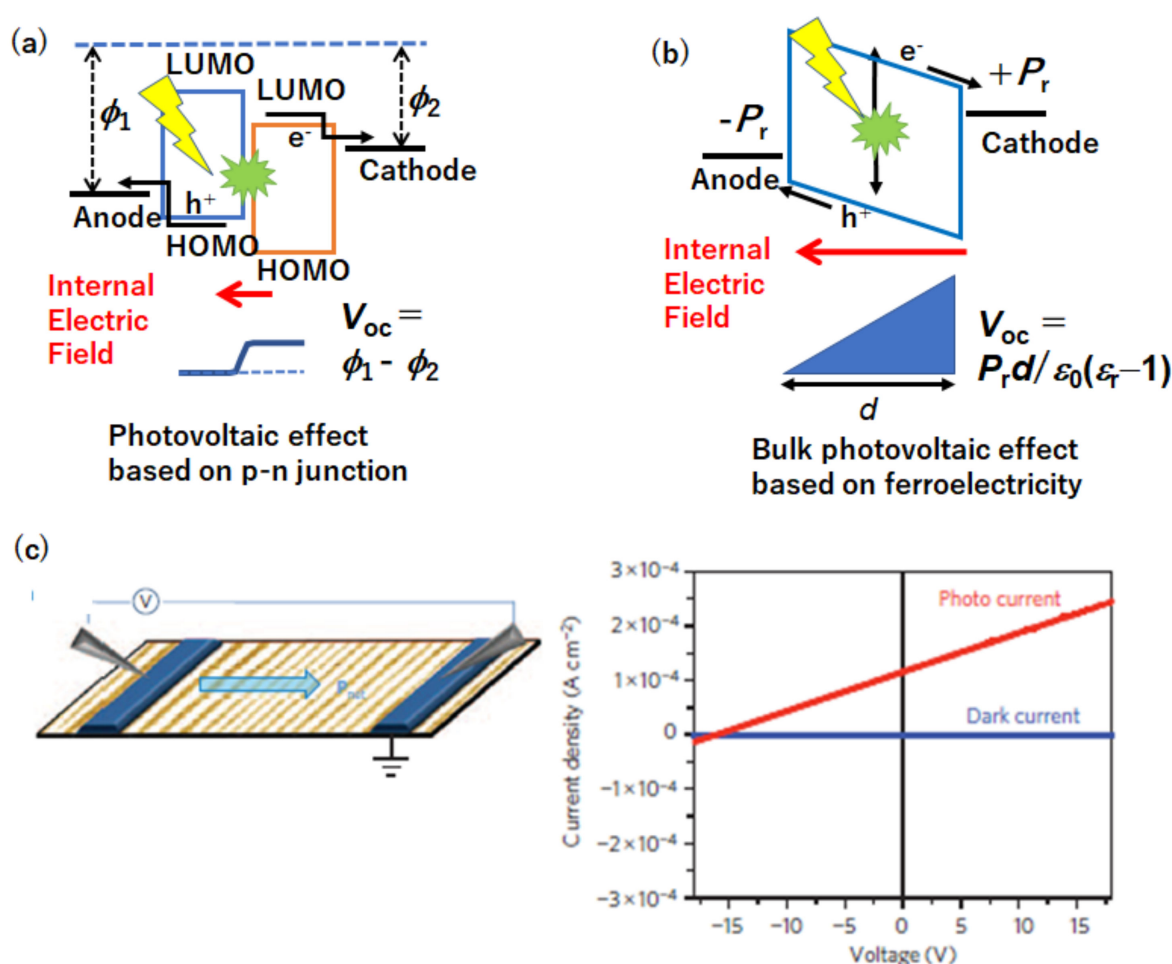 (a)
LUMO
LUMO
ϕ1
ϕ2
e-
Cathode
Anode
h+
HOMO
HOMO
Internal
Electric
Field
Voc =
ϕ1 - ϕ2
Photovoltaic effect
based on p-n junction
(b)
e-
+Pr
-Pr
Cathode
Anode
h+
Internal
Electric
Field
Voc =
Prd/ε0(εr−1)
d
Bulk photovoltaic effect
based on ferroelectricity
(c)
V
Pnet
3×10−4
2×10−4
1×10−4
0
−1×10−4
−2×10−4
−3×10−4
Current density (A cm−2)
Photo current
Dark current
−15 −10 −5 0 5 10 15
Voltage (V)